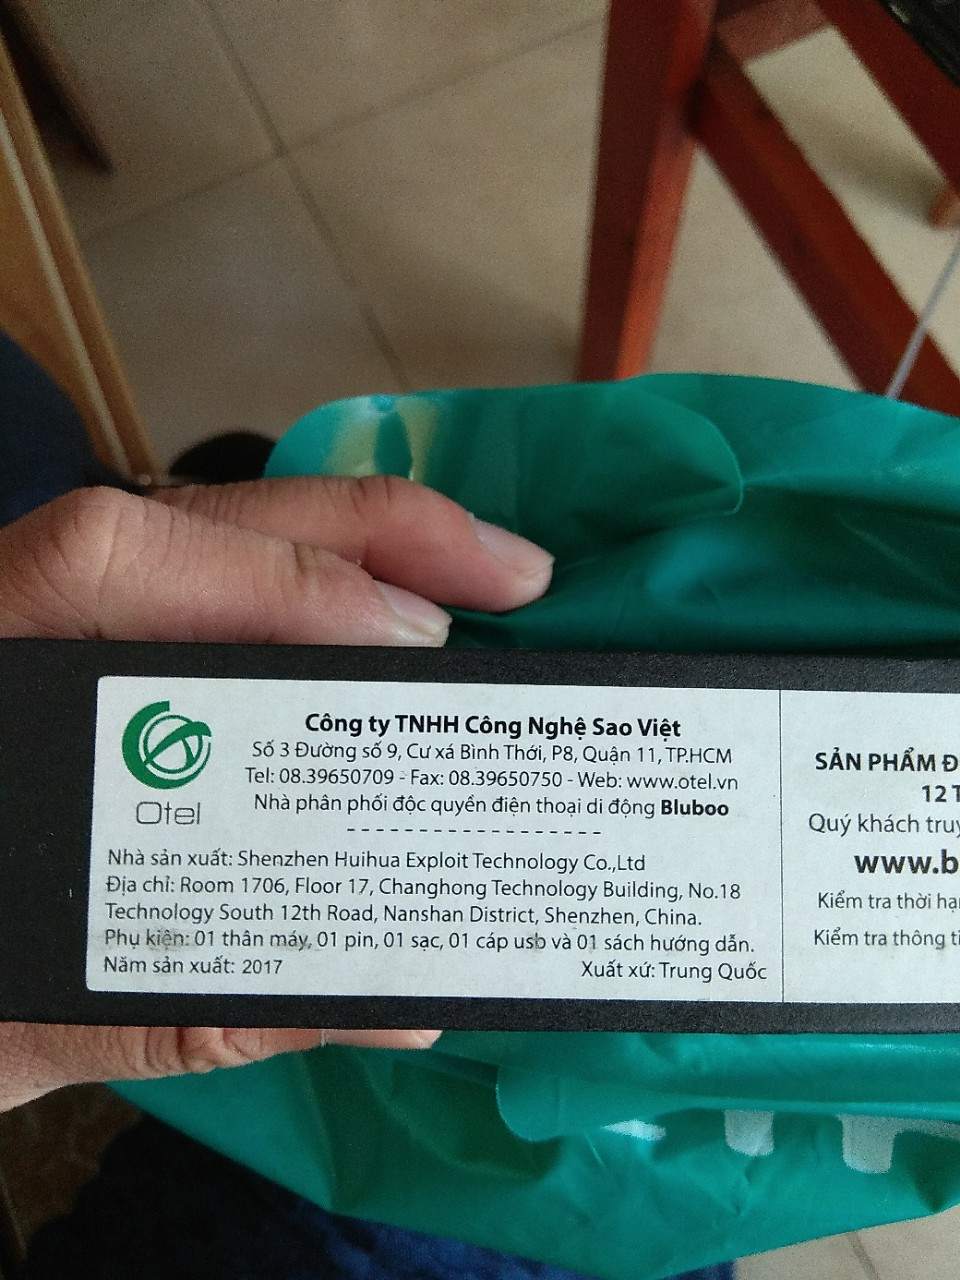 Otel
Công ty TNHH Công Nghệ Sao Việt
Số 3 Đường số 9, Cư xá Bình Thới, P8, Quận 11, TP.HCM
Tel: 08.39650709 - Fax: 08.39650750 - Web: www.otel.vn
Nhà phân phối độc quyền điện thoại di động Bluboo
Nhà sản xuất: Shenzhen Huihua Exploit Technology Co.,Ltd
Địa chỉ: Room 1706, Floor 17, Changhong Technology Building, No.18
Technology South 12th Road, Nanshan District, Shenzhen, China.
Phụ kiện: 01 thân máy, 01 pin, 01 sạc, 01 cáp usb và 01 sách hướng dẫn.
Năm sản xuất: 2017 Xuất xứ: Trung Quốc
SẢN PHẨM
12
Quý khách
www.b
Kiểm tra thời
Kiểm tra thông